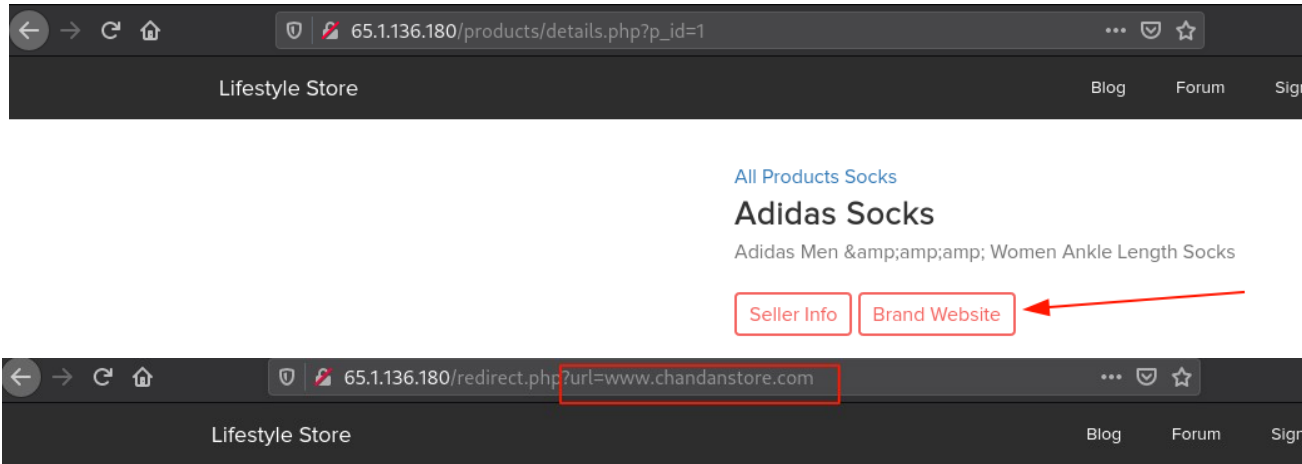 65.1.136.180/products/details.php?p_id=1
Lifestyle Store Blog Forum Sig
All Products Socks
Adidas Socks
Adidas Men &amp;amp;amp; Women Ankle Length Socks
Seller Info Brand Website
65.1.136.180/redirect.php?url=www.chandanstore.com
Lifestyle Store Blog Forum Sign